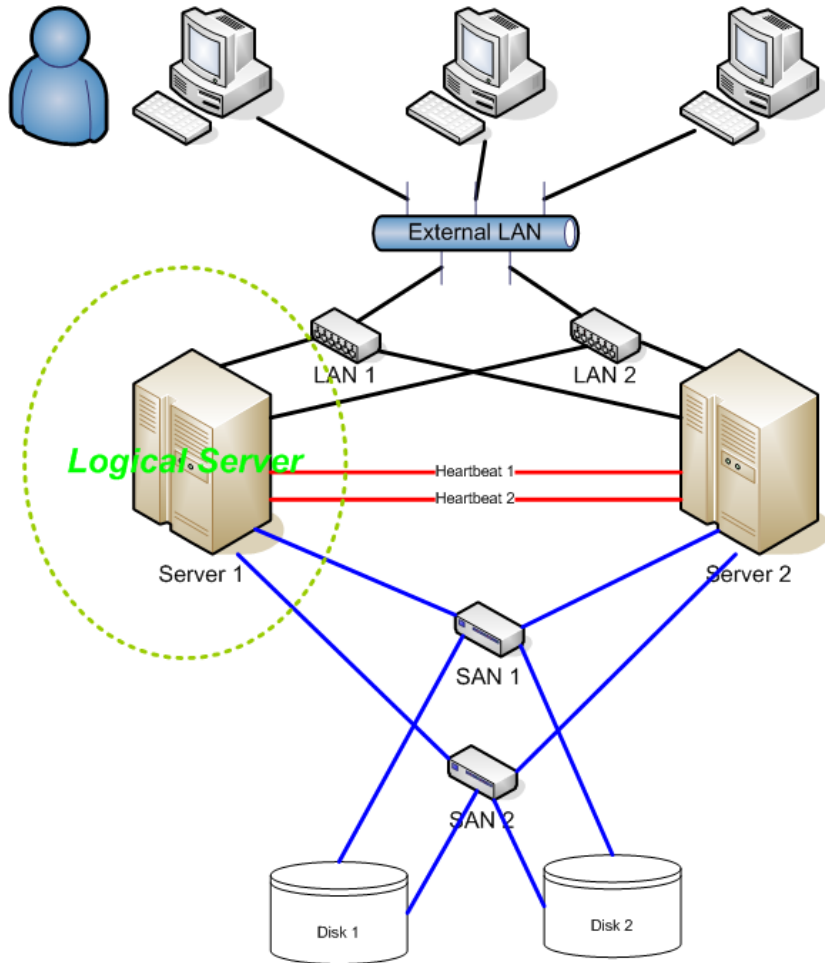 External LAN
LAN 1
LAN 2
Logical Server
Heartbeat 1
Heartbeat 2
Server 1
Server 2
SAN 1
SAN 2
Disk 1
Disk 2